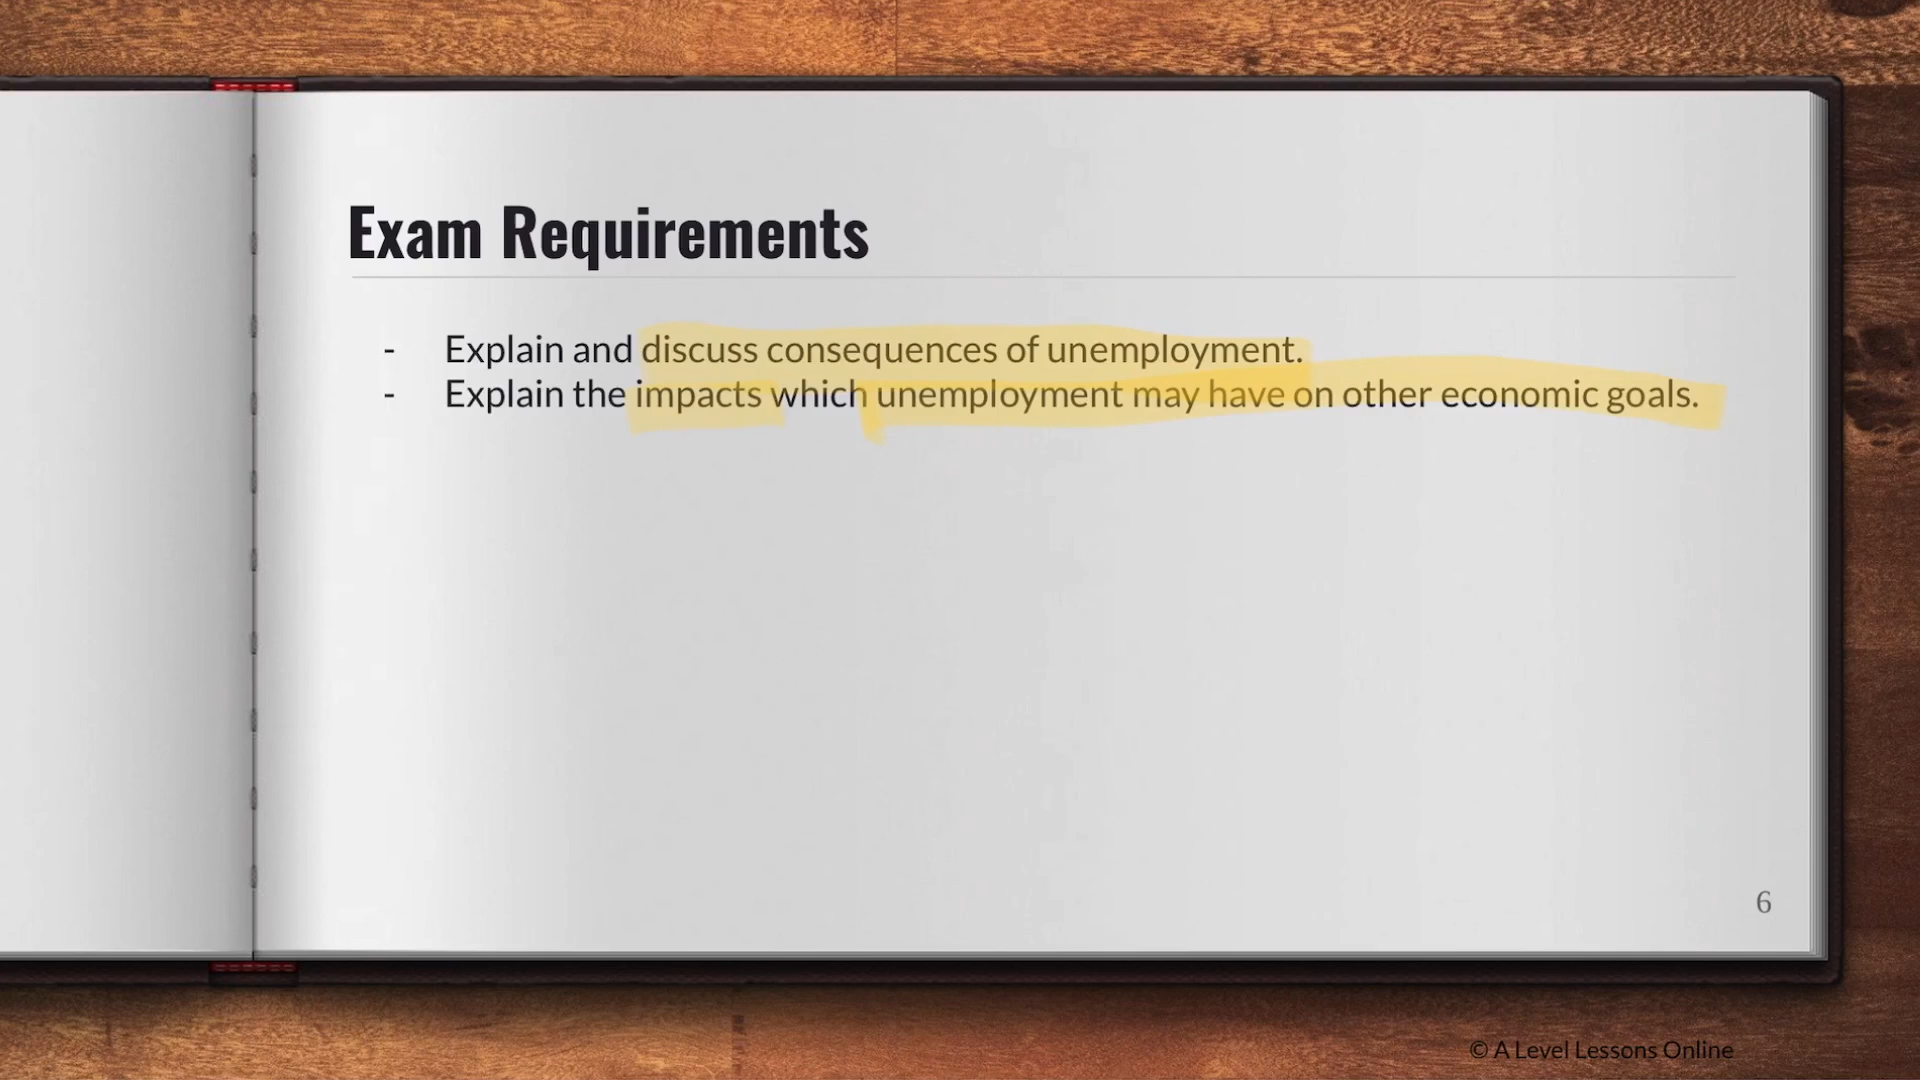 Exam Requirements
- Explain and discuss consequences of unemployment.
- Explain the impacts which unemployment may have on other economic goals.
6
© A Level Lessons Online